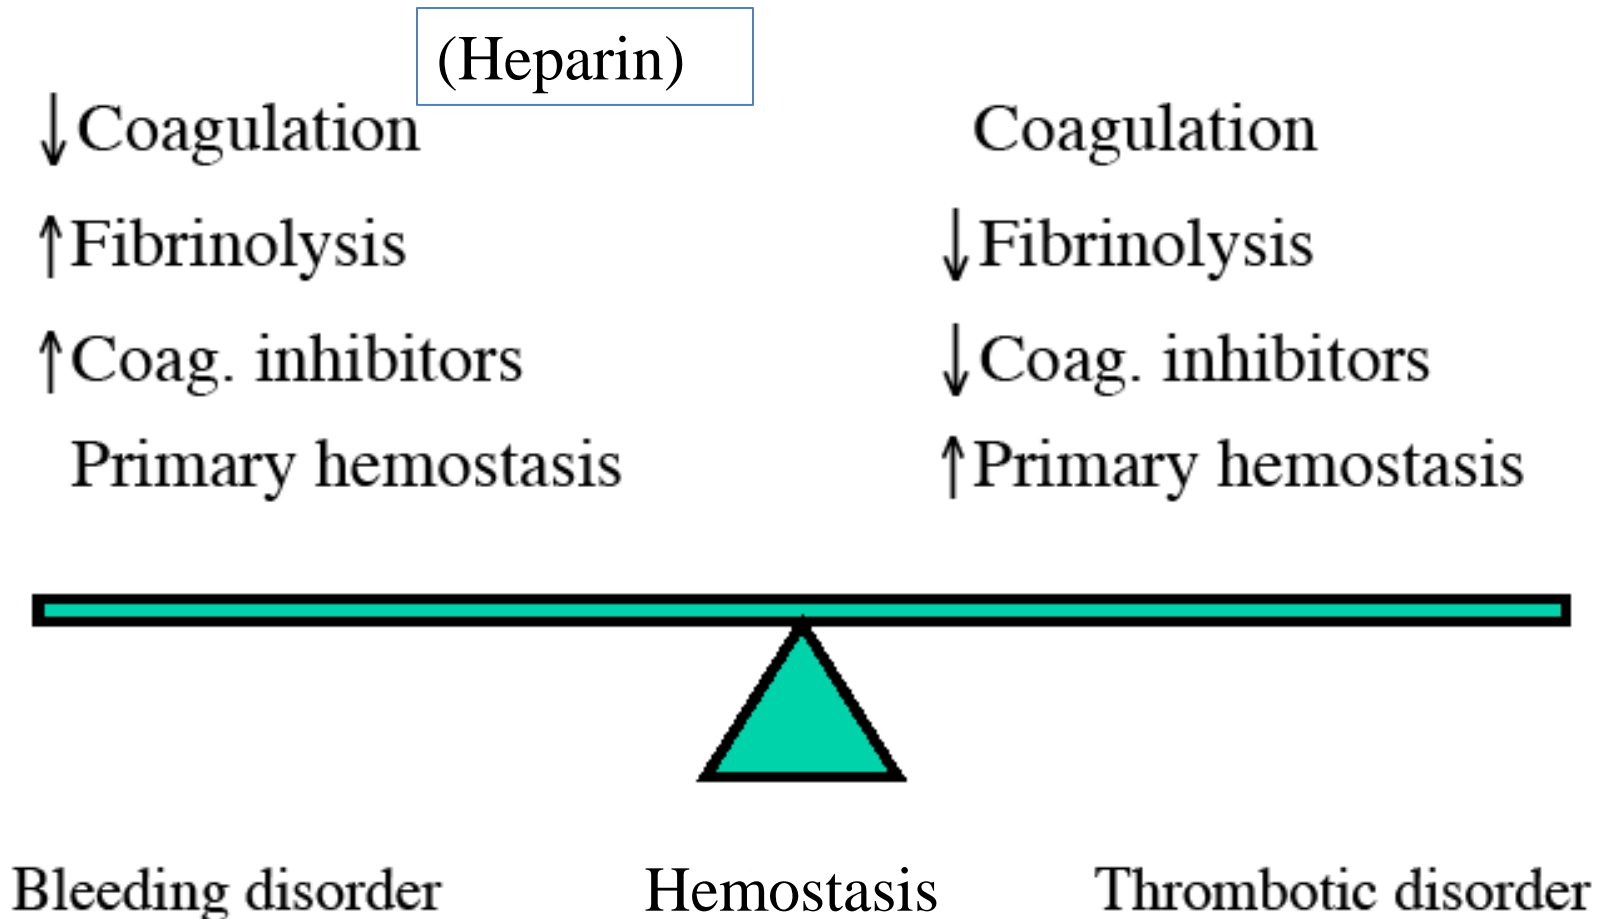 (Heparin)
↓Coagulation
↑Fibrinolysis
↑Coag. inhibitors
Primary hemostasis
Coagulation
↓Fibrinolysis
↓Coag. inhibitors
↑Primary hemostasis
Bleeding disorder
Hemostasis
Thrombotic disorder